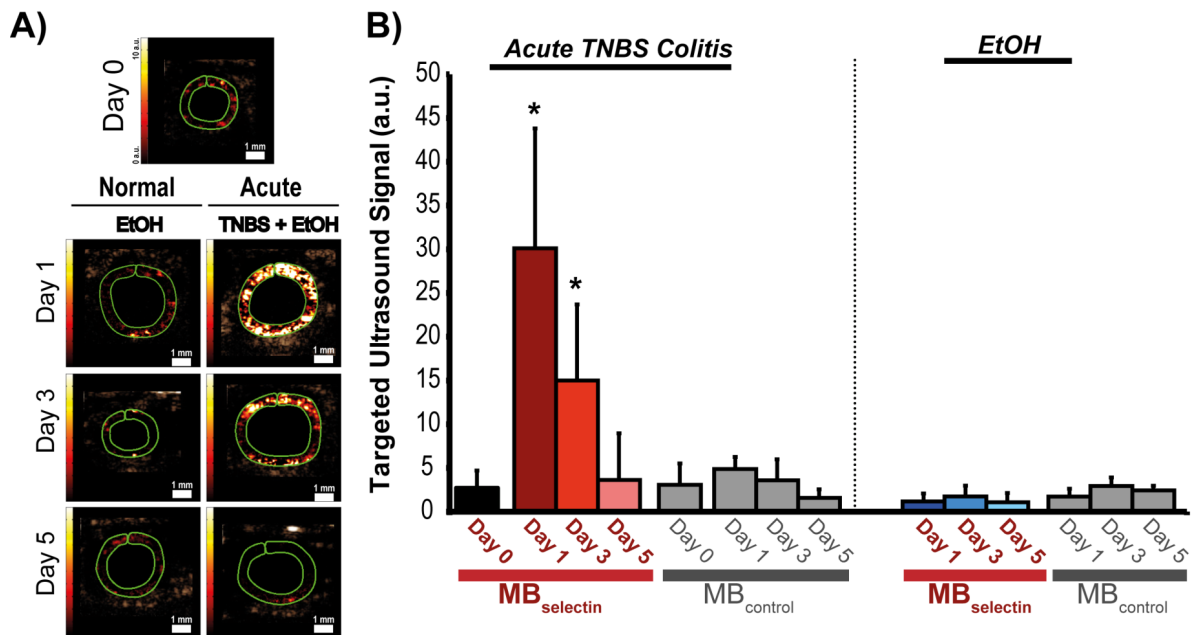 A)
10 a.u.
0 a.u.
Day 0
1 mm
Normal
Acute
EtOH
TNBS + EtOH
Day 1
1 mm
1 mm
Day 3
1 mm
1 mm
Day 5
1 mm
1 mm
B)
Acute TNBS Colitis
EtOH
Targeted Ultrasound Signal (a.u.)
50
45
40
35
30
25
20
15
10
5
0
*
*
Day 0
Day 1
Day 3
Day 5
Day 0
Day 1
Day 3
Day 5
Day 1
Day 3
Day 5
Day 1
Day 3
Day 5
MBselectin
MBcontrol
MBselectin
MBcontrol